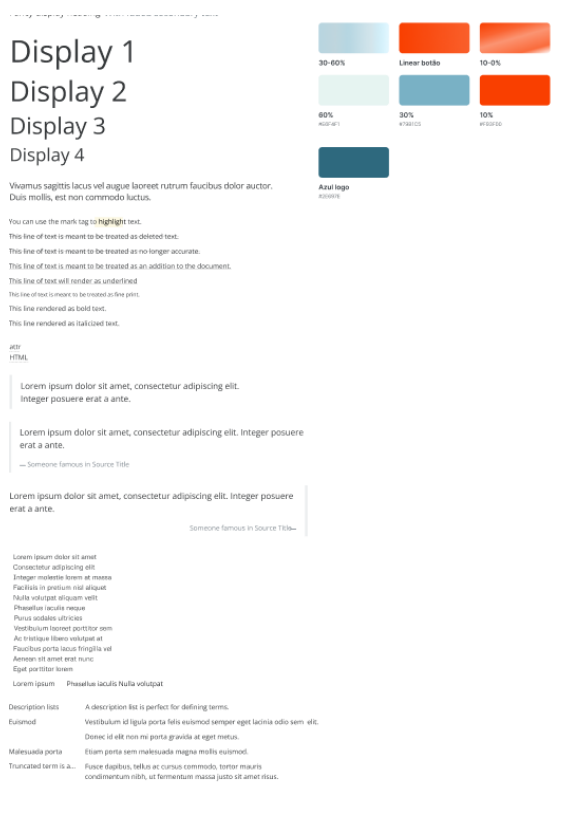 Display 1
Display 2
Display 3
Display 4
Vivamus sagittis lacus vel augue laoreet rutrum faucibus dolor auctor.
Duis mollis, est non commodo luctus.
You can use the mark tag to highlight text.
This line of text is meant to be treated as deleted text.
This line of text is meant to be treated as no longer accurate.
This line of text is meant to be treated as an addition to the document.
This line of text will render as underlined
This line of text is meant to be treated as fine print.
This line rendered as bold text.
This line rendered as italicized text.
attr
HTML
Lorem ipsum dolor sit amet, consectetur adipiscing elit.
Integer posuere erat a ante.
Lorem ipsum dolor sit amet, consectetur adipiscing elit. Integer posuere
erat a ante.
— Someone famous in Source Title
Lorem ipsum dolor sit amet, consectetur adipiscing elit. Integer posuere
erat a ante.
Someone famous in Source Title—
Lorem ipsum dolor sit amet
Consectetur adipiscing elit
Integer molestie lorem at massa
Facilisis in pretium nisl aliquet
Nulla volutpat aliquam velit
Phasellus iaculis neque
Purus sodales ultricies
Vestibulum laoreet porttitor sem
Ac tristique libero volutpat at
Faucibus porta lacus fringilla vel
Aenean sit amet erat nunc
Eget porttitor lorem
Lorem ipsum Phasellus iaculis Nulla volutpat
Description lists A description list is perfect for defining terms.
Euismod Vestibulum id ligula porta felis euismod semper eget lacinia odio sem elit.
Donec id elit non mi porta gravida at eget metus.
Malesuada porta Etiam porta sem malesuada magna mollis euismod.
Truncated term is a... Fusce dapibus, tellus ac cursus commodo, tortor mauris
condimentum nibh, ut fermentum massa justo sit amet risus.
30-60% Linear botão 10-0%
60% 30% 10%
Azul logo